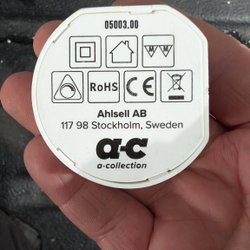 05003.00
M M
RoHS CE
Ahlsell AB
117 98 Stockholm, Sweden
a-c
a-collection